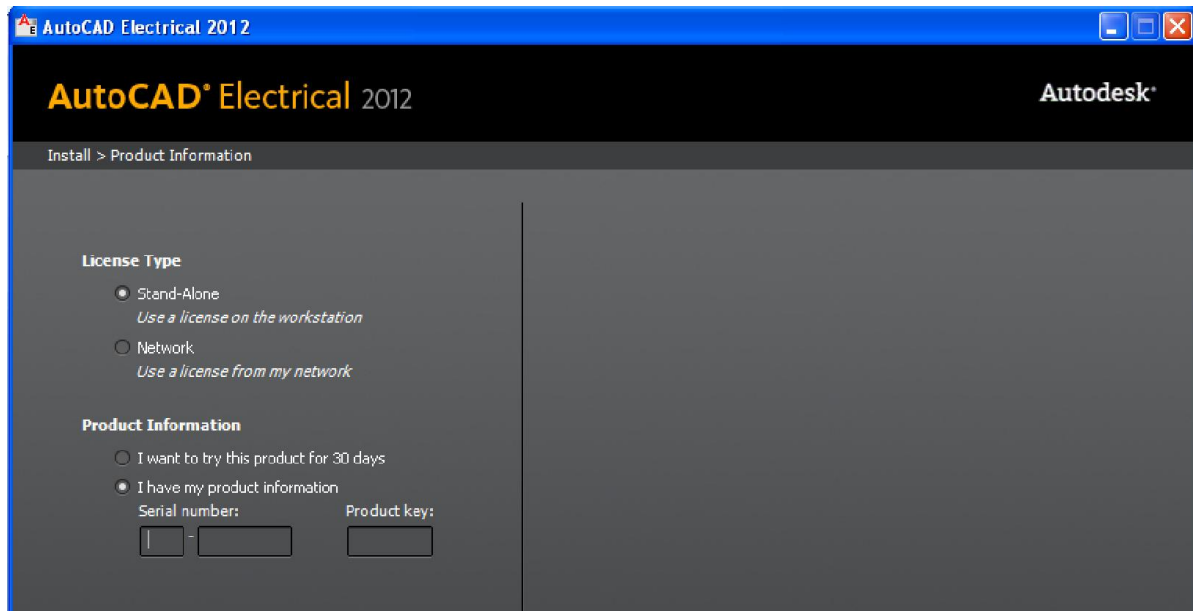 AutoCAD Electrical 2012
AutoCAD® Electrical 2012
Autodesk®
Install > Product Information
License Type
Stand-Alone
Use a license on the workstation
Network
Use a license from my network
Product Information
I want to try this product for 30 days
I have my product information
Serial number: Product key:
-